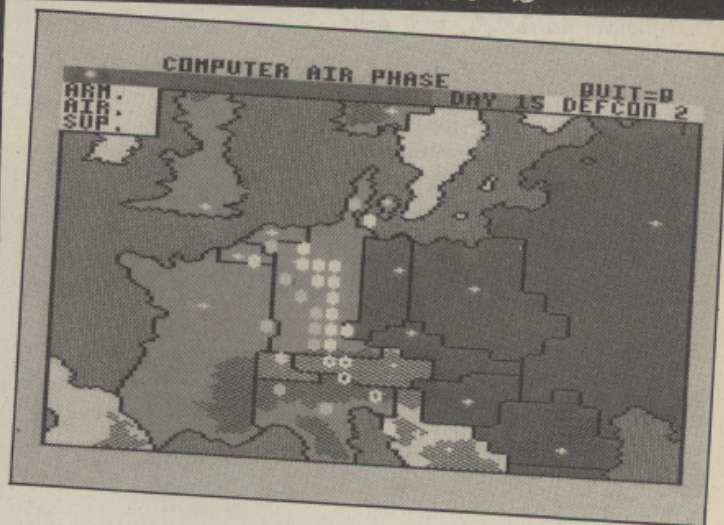 COMPUTER AIR PHASE
QUIT=Q
ARM. DAY 15 DEFCON 2
AIR.
SUP.